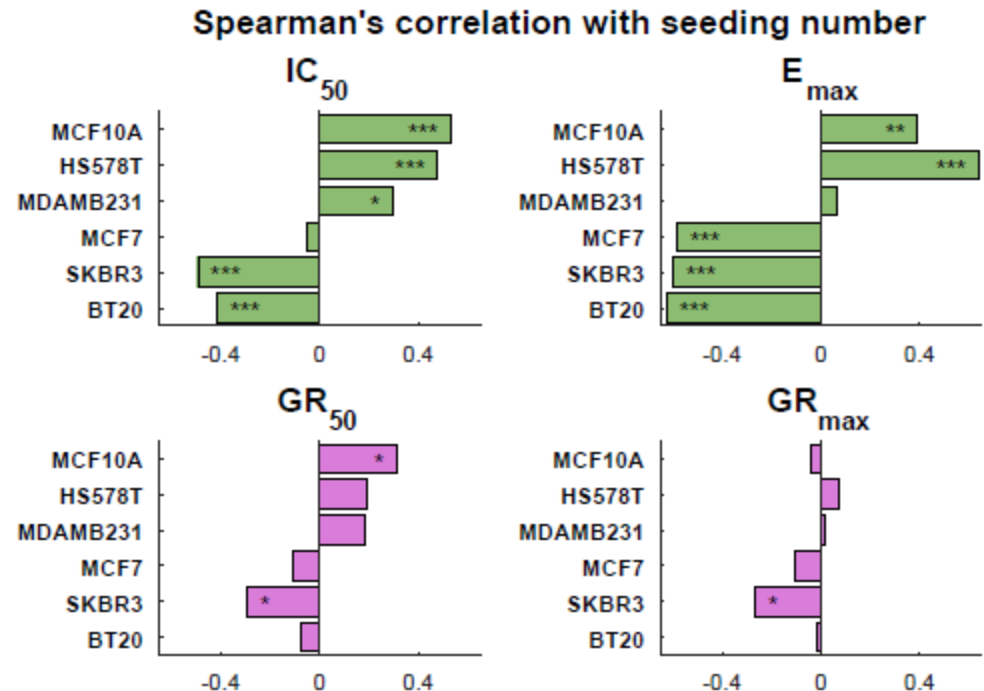 Spearman's correlation with seeding number
IC50
MCF10A ***
HS578T ***
MDAMB231 *
MCF7
SKBR3 ***
BT20 ***
-0.4 0 0.4
Emax
MCF10A **
HS578T ***
MDAMB231
MCF7 ***
SKBR3 ***
BT20 ***
-0.4 0 0.4
GR50
MCF10A *
HS578T
MDAMB231
MCF7
SKBR3 *
BT20
-0.4 0 0.4
GRmax
MCF10A
HS578T
MDAMB231
MCF7
SKBR3 *
BT20
-0.4 0 0.4